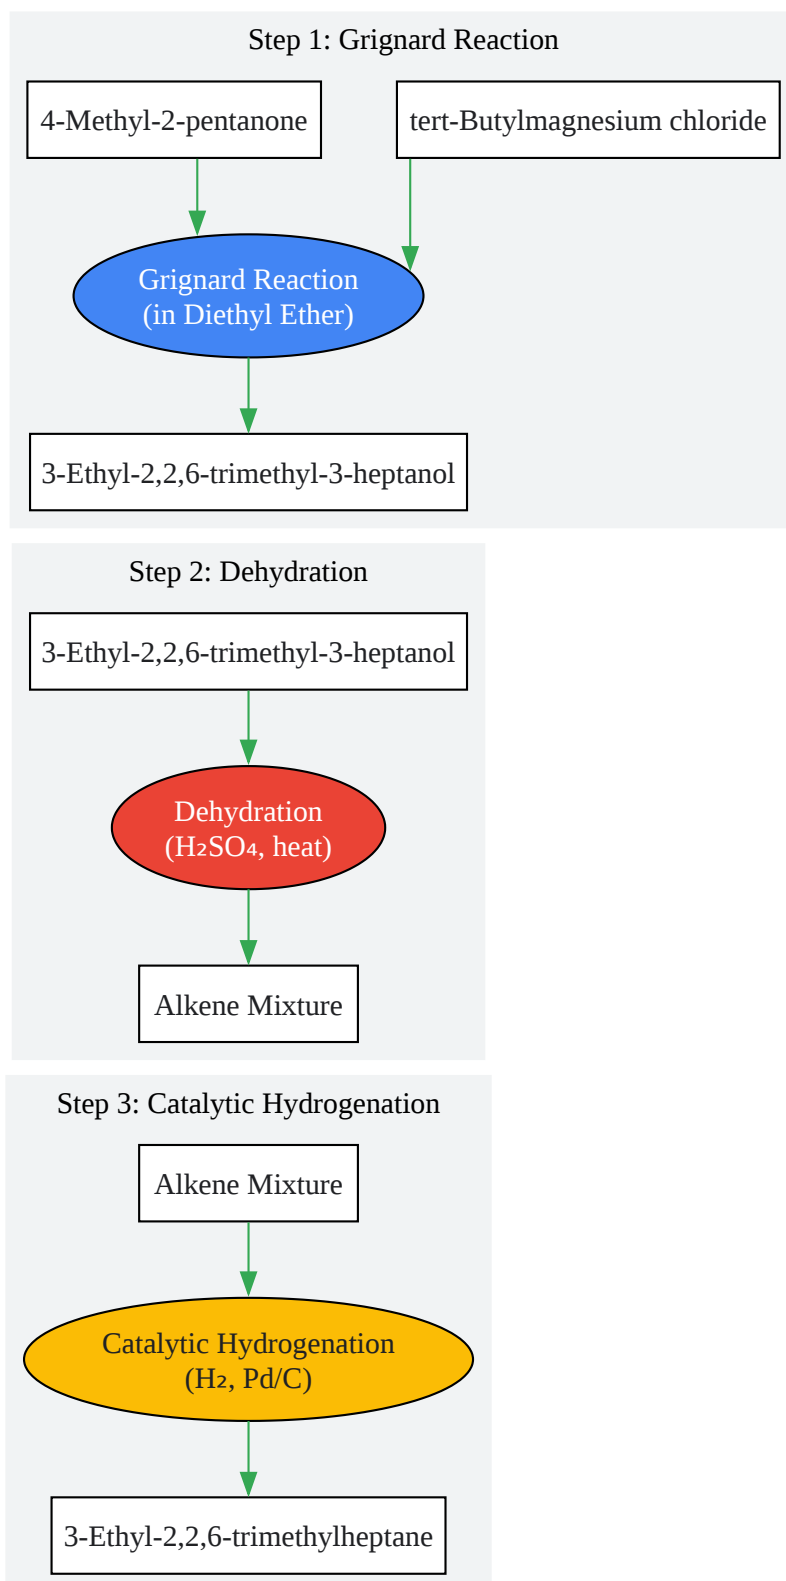 Step 1: Grignard Reaction
4-Methyl-2-pentanone
tert-Butylmagnesium chloride
Grignard Reaction
(in Diethyl Ether)
3-Ethyl-2,2,6-trimethyl-3-heptanol
Step 2: Dehydration
3-Ethyl-2,2,6-trimethyl-3-heptanol
Dehydration
(H₂SO₄, heat)
Alkene Mixture
Step 3: Catalytic Hydrogenation
Alkene Mixture
Catalytic Hydrogenation
(H₂, Pd/C)
3-Ethyl-2,2,6-trimethylheptane